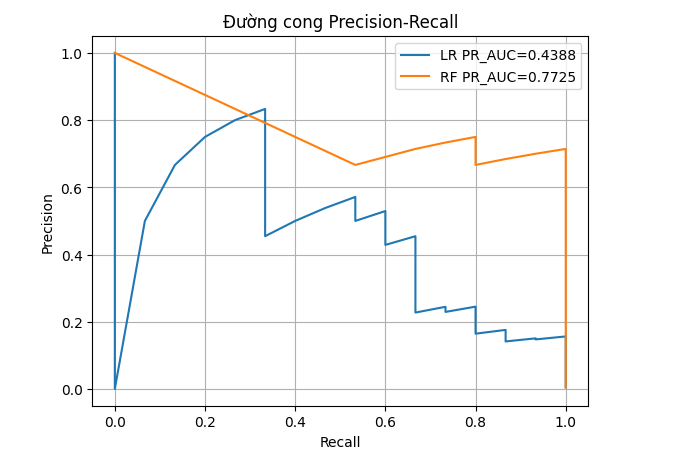 Đường cong Precision-Recall
LR PR_AUC=0.4388
RF PR_AUC=0.7725
Precision
1.0
0.8
0.6
0.4
0.2
0.0
0.0 0.2 0.4 0.6 0.8 1.0
Recall